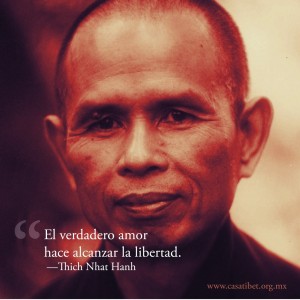 “ El verdadero amor
hace alcanzar la libertad.
—Thich Nhat Hanh
www.casatibet.org.mx